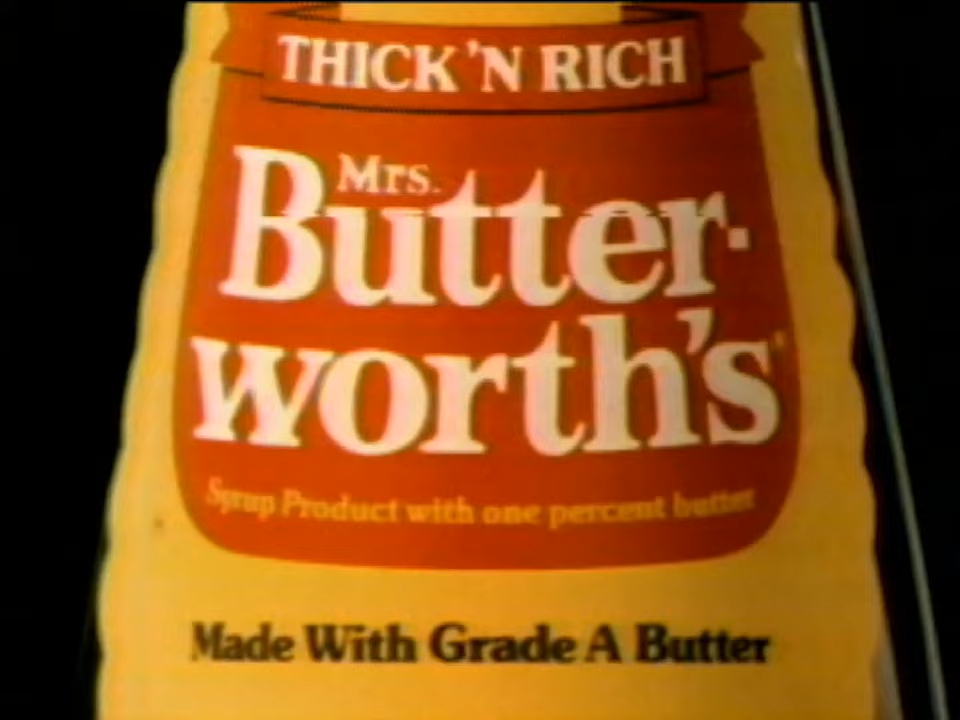 THICK 'N RICH
Mrs.
Butter-
worth's
Syrup Product with one percent butter
Made With Grade A Butter